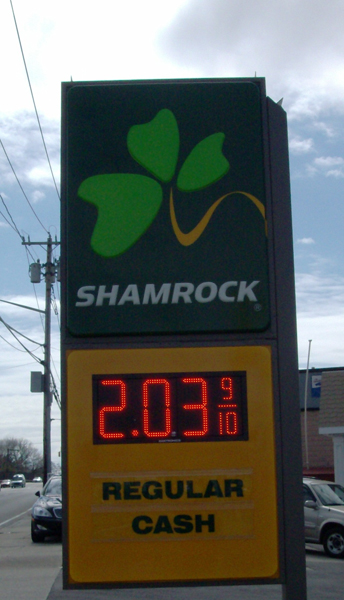 SHAMROCK®
2.03 9/10
REGULAR
CASH